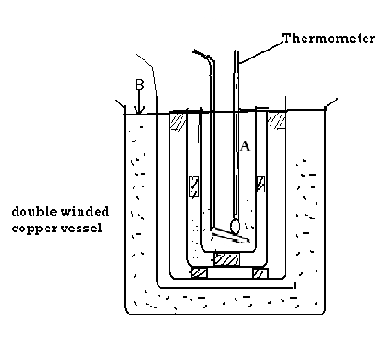 Thermometer
B
A
double winded
copper vessel